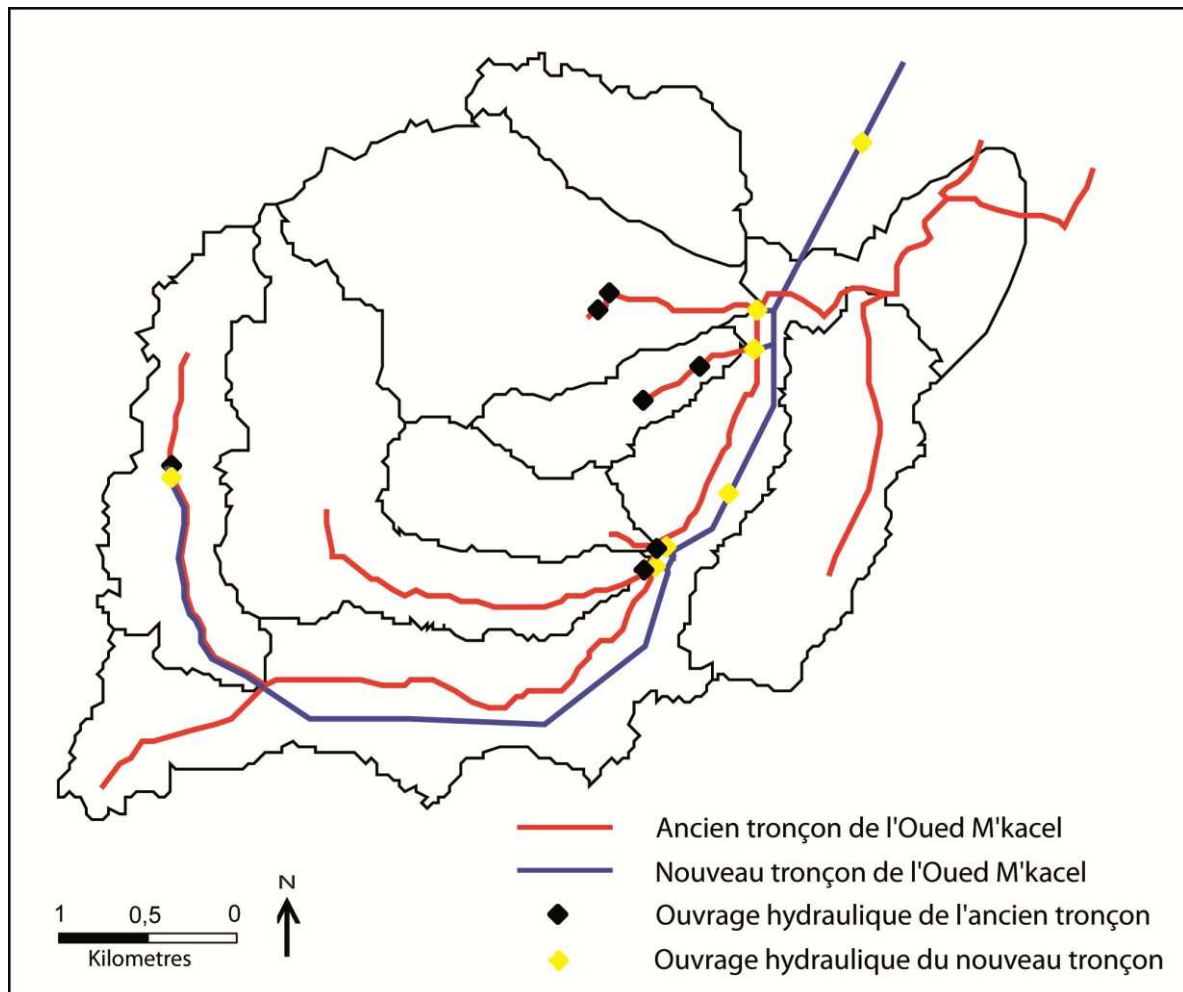 Ancien tronçon de l'Oued M'kacel
Nouveau tronçon de l'Oued M'kacel
Ouvrage hydraulique de l'ancien tronçon
Ouvrage hydraulique du nouveau tronçon
1 0,5 0
Kilometres
N